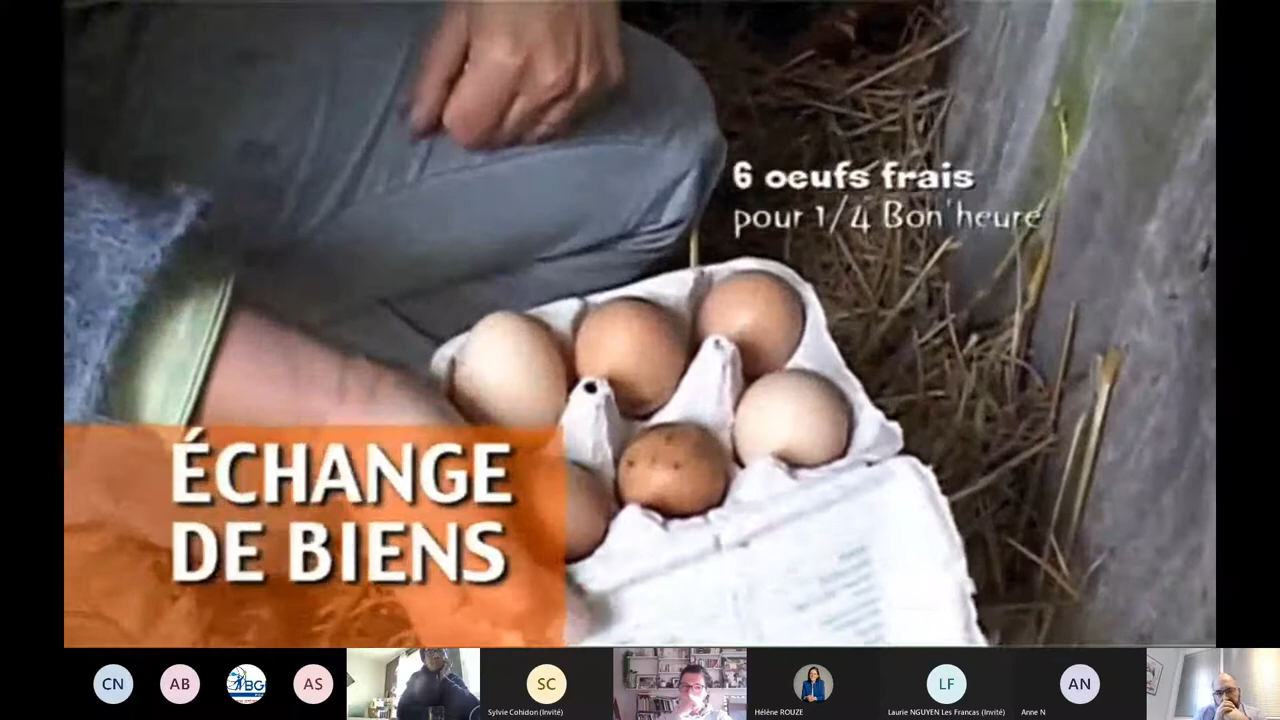 6 oeufs frais
pour 1/4 Bon'heure
ÉCHANGE
DE BIENS
CN
AB
BG
AS
SC
LF
AN
Sylvie Cohidon (Invité)
Hélène ROUZE
Laurie NGUYEN Les Francas (Invité)
Anne N